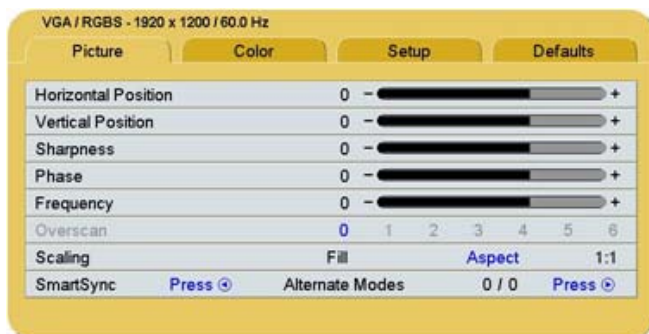 VGA / RGBS - 1920 x 1200 / 60.0 Hz
Picture Color Setup Defaults
Horizontal Position 0 - +
Vertical Position 0 - +
Sharpness 0 - +
Phase 0 - +
Frequency 0 - +
Overscan 0 1 2 3 4 5 6
Scaling Fill Aspect 1:1
SmartSync Press Alternate Modes 0 / 0 Press